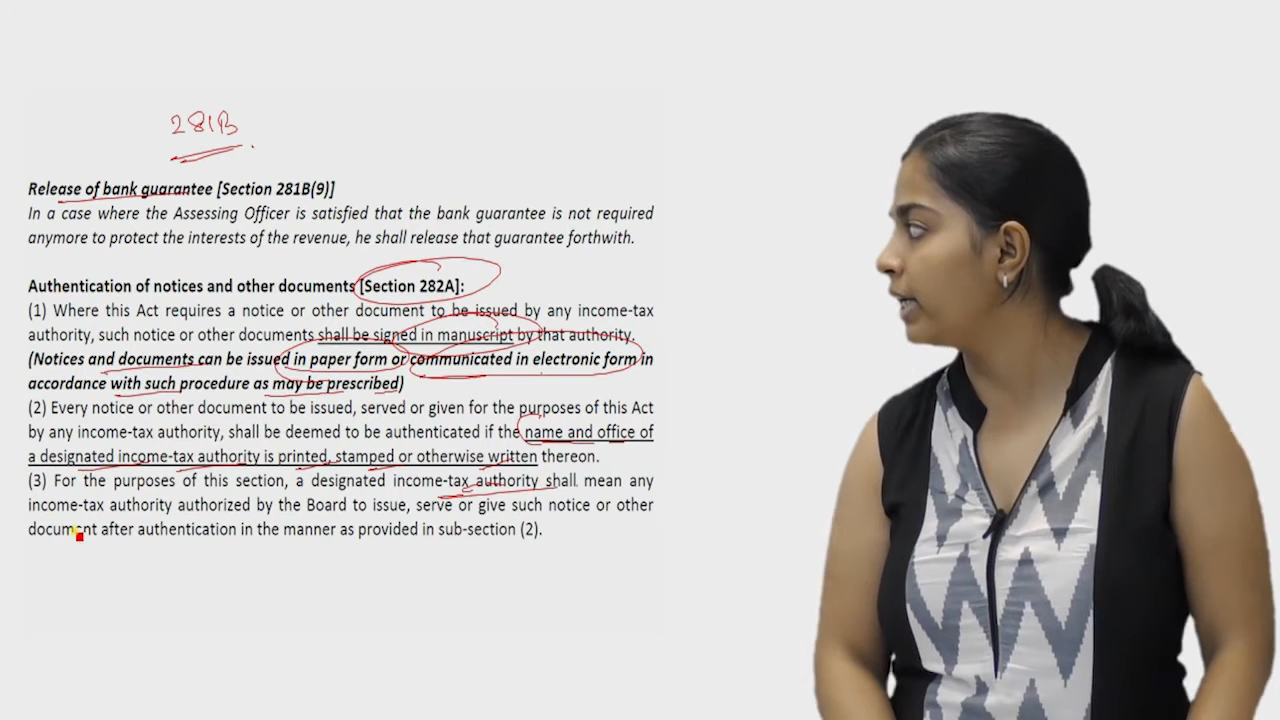 281B
Release of bank guarantee [Section 281B(9)]
In a case where the Assessing Officer is satisfied that the bank guarantee is not required
anymore to protect the interests of the revenue, he shall release that guarantee forthwith.
Authentication of notices and other documents [Section 282A]:
(1) Where this Act requires a notice or other document to be issued by any income-tax
authority, such notice or other documents shall be signed in manuscript by that authority.
(Notices and documents can be issued in paper form or communicated in electronic form in
accordance with such procedure as may be prescribed)
(2) Every notice or other document to be issued, served or given for the purposes of this Act
by any income-tax authority, shall be deemed to be authenticated if the name and office of
a designated income-tax authority is printed, stamped or otherwise written thereon.
(3) For the purposes of this section, a designated income-tax authority shall mean any
income-tax authority authorized by the Board to issue, serve or give such notice or other
document after authentication in the manner as provided in sub-section (2).